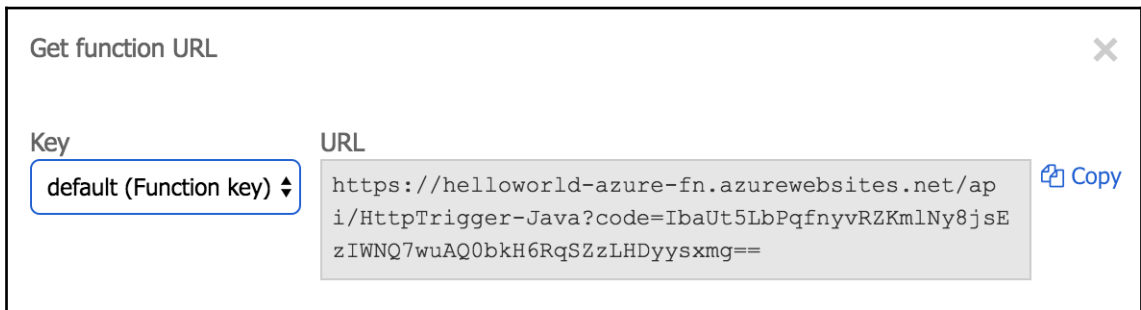 Get function URL
Key
URL
default (Function key)
https://helloworld-azure-fn.azurewebsites.net/ap
i/HttpTrigger-Java?code=IbaUt5LbPqfnyvRZKmlNy8jsE
zIWNQ7wuAQ0bkH6RqSZzLHDyysxmg==
Copy